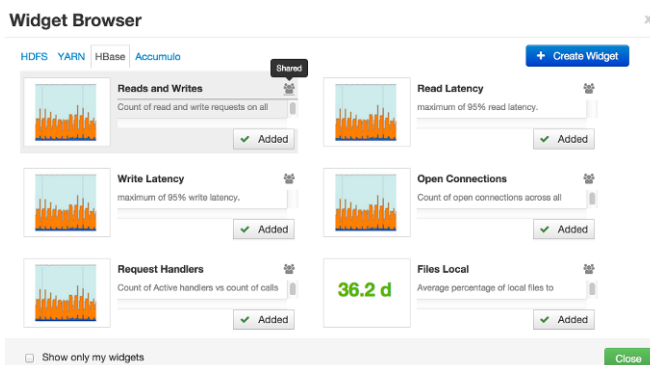 Widget Browser
x
HDFS YARN HBase Accumulo
+ Create Widget
Shared
Reads and Writes
Count of read and write requests on all
Added
Read Latency
maximum of 95% read latency.
Added
Write Latency
maximum of 95% write latency.
Added
Open Connections
Count of open connections across all
Added
Request Handlers
Count of Active handlers vs count of calls
Added
36.2 d
Files Local
Average percentage of local files to
Added
Show only my widgets
Close